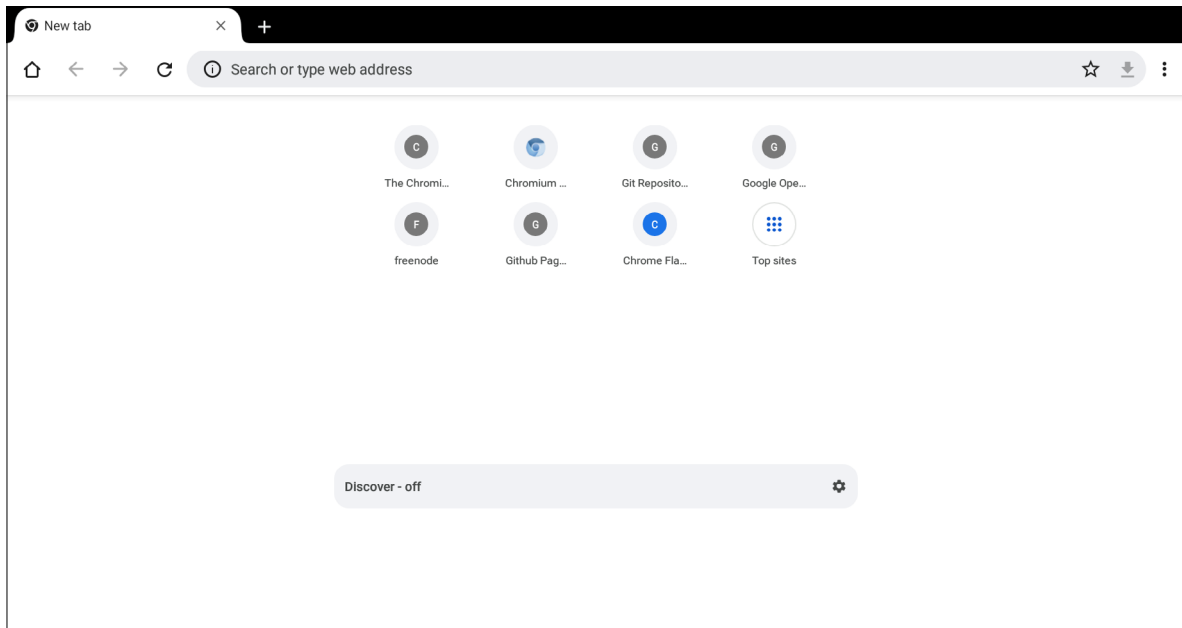 New tab
Search or type web address
C
G
G
The Chromi...
Chromium ...
Git Reposito...
Google Ope...
F
G
C
freenode
Github Pag...
Chrome Fla...
Top sites
Discover - off